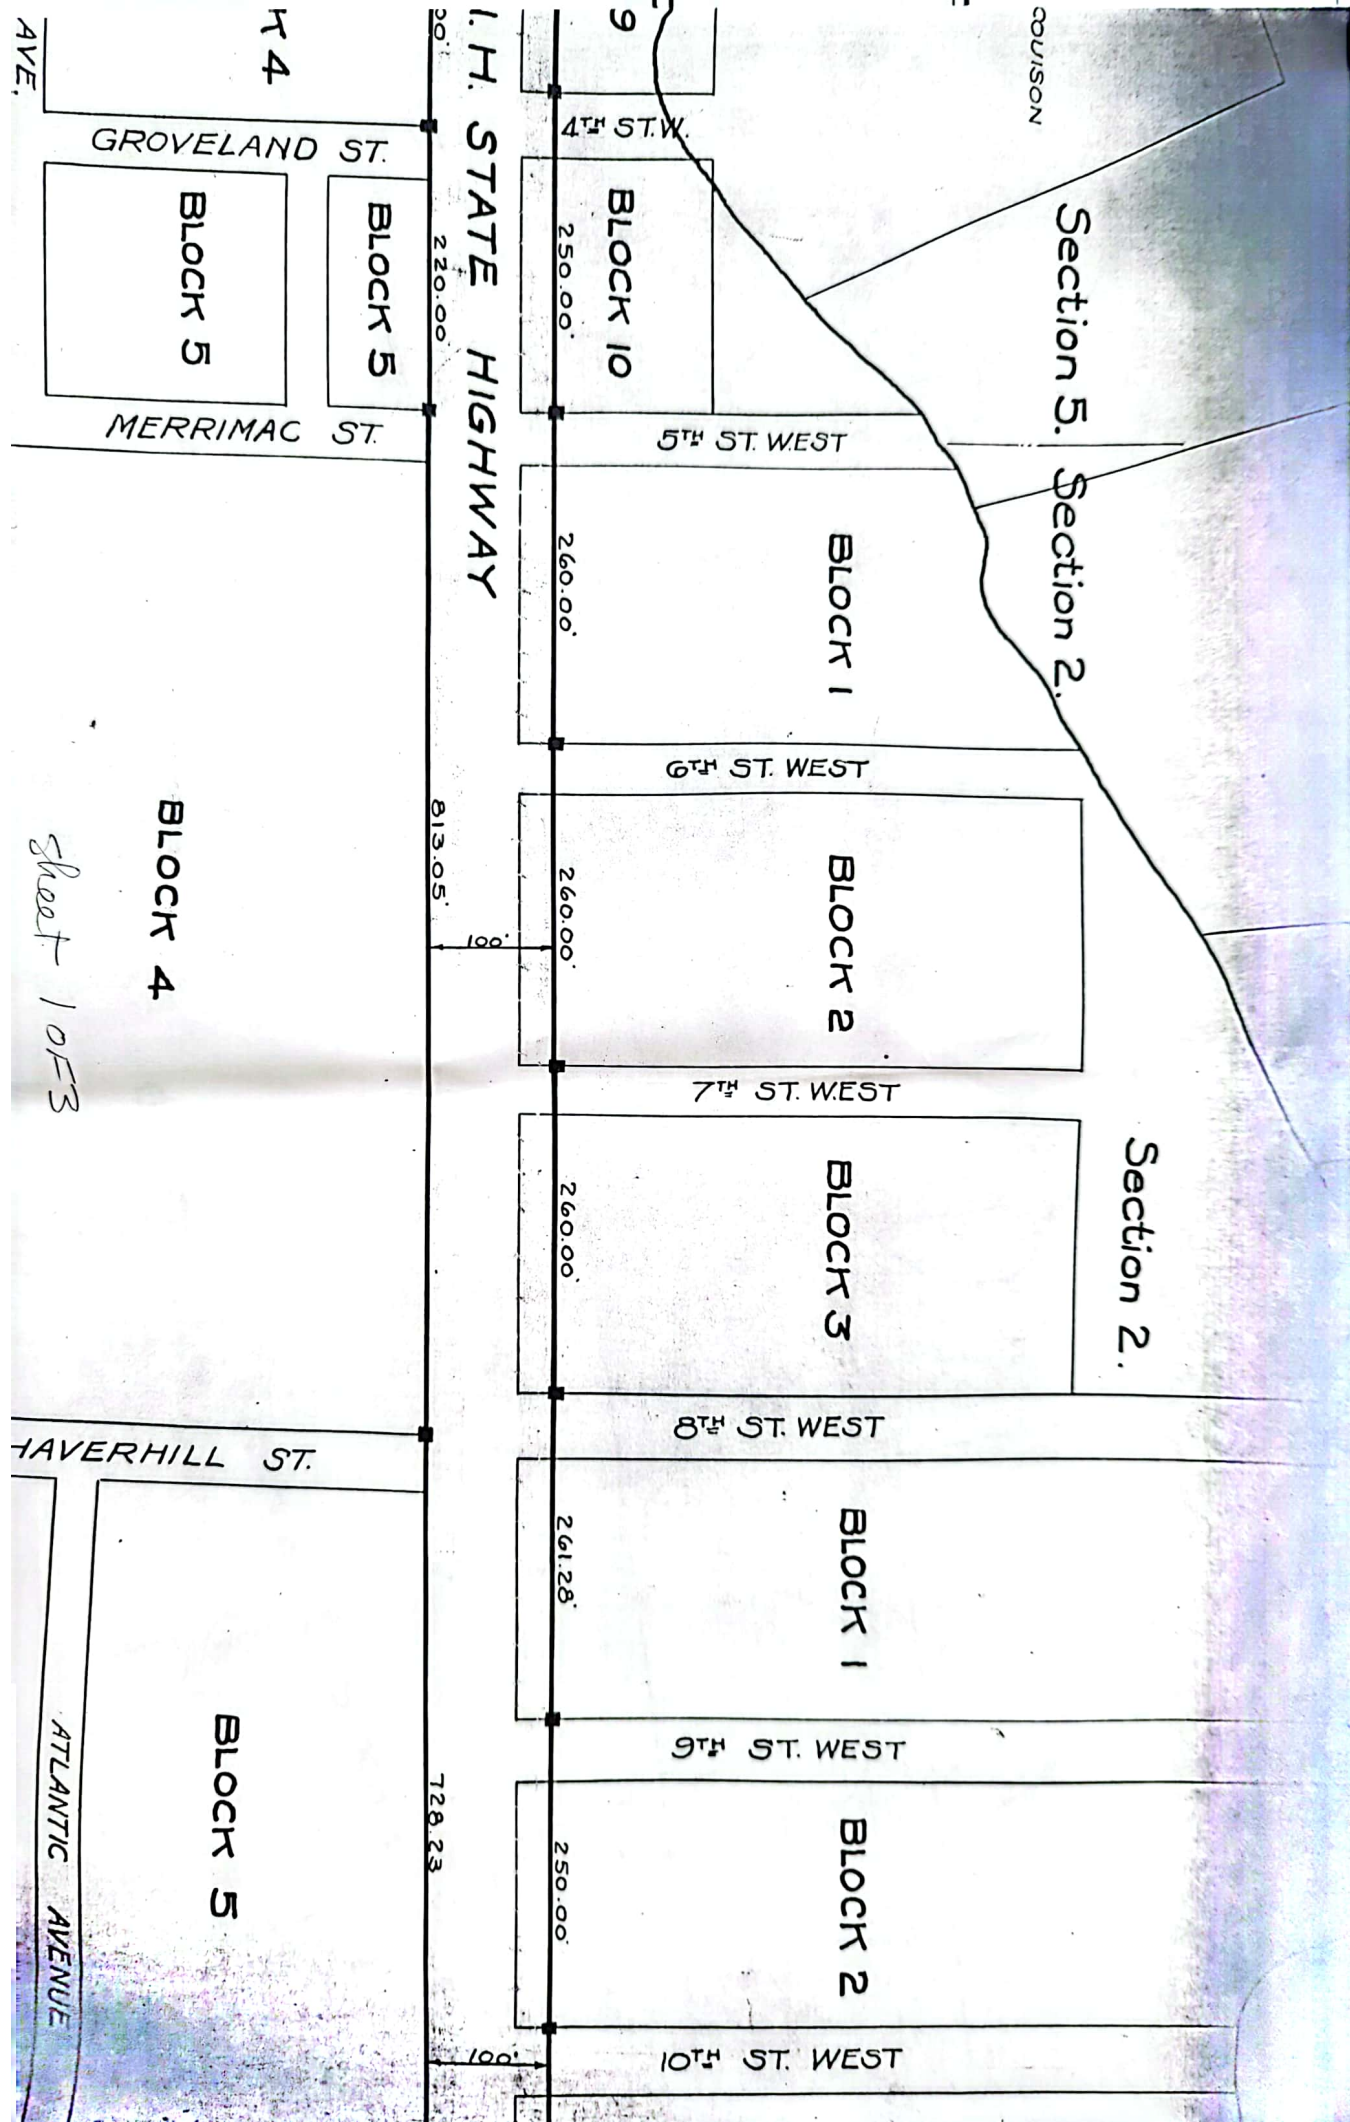 COUISON
Section 5.
Section 2.
Section 2.
9
4TH ST. W.
BLOCK 10
250.00'
5TH ST. WEST
BLOCK 1
260.00'
6TH ST. WEST
BLOCK 2
260.00'
7TH ST. WEST
BLOCK 3
260.00'
8TH ST. WEST
BLOCK 1
261.28'
9TH ST. WEST
BLOCK 2
250.00'
10TH ST. WEST
I. H. STATE HIGHWAY
100'
100'
00'
220.00'
813.05'
728.23
K 4
AVE.
GROVELAND ST.
BLOCK 5
BLOCK 5
MERRIMAC ST.
BLOCK 4
Sheet 1 OF 3
HAVERHILL ST.
BLOCK 5
ATLANTIC AVENUE